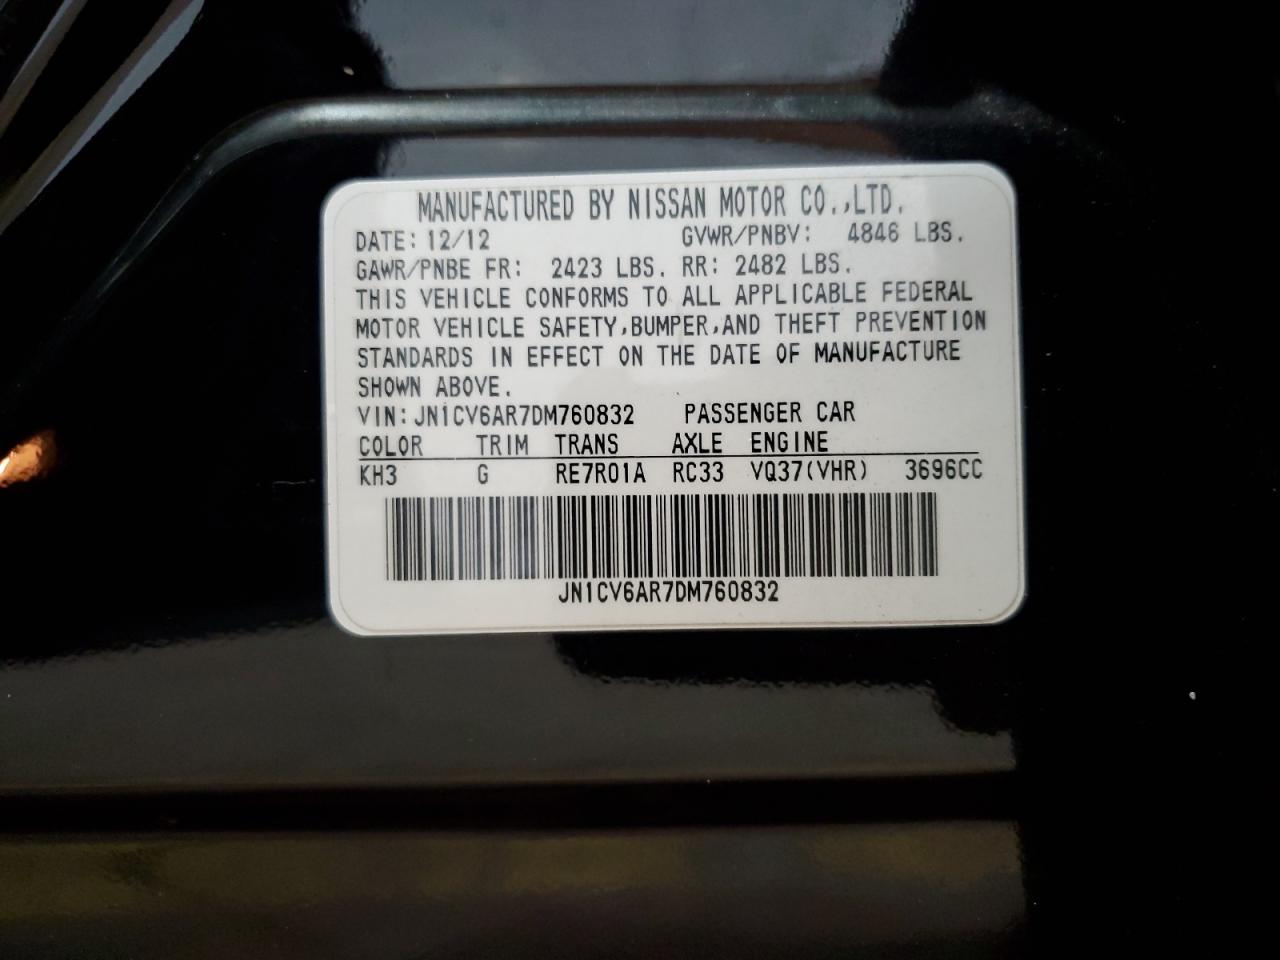 MANUFACTURED BY NISSAN MOTOR CO.,LTD.
DATE: 12/12 GVWR/PNBV: 4846 LBS.
GAWR/PNBE FR: 2423 LBS. RR: 2482 LBS.
THIS VEHICLE CONFORMS TO ALL APPLICABLE FEDERAL
MOTOR VEHICLE SAFETY,BUMPER,AND THEFT PREVENTION
STANDARDS IN EFFECT ON THE DATE OF MANUFACTURE
SHOWN ABOVE.
VIN:JN1CV6AR7DM760832 PASSENGER CAR
COLOR TRIM TRANS AXLE ENGINE
KH3 G RE7R01A RC33 VQ37(VHR) 3696CC
JN1CV6AR7DM760832